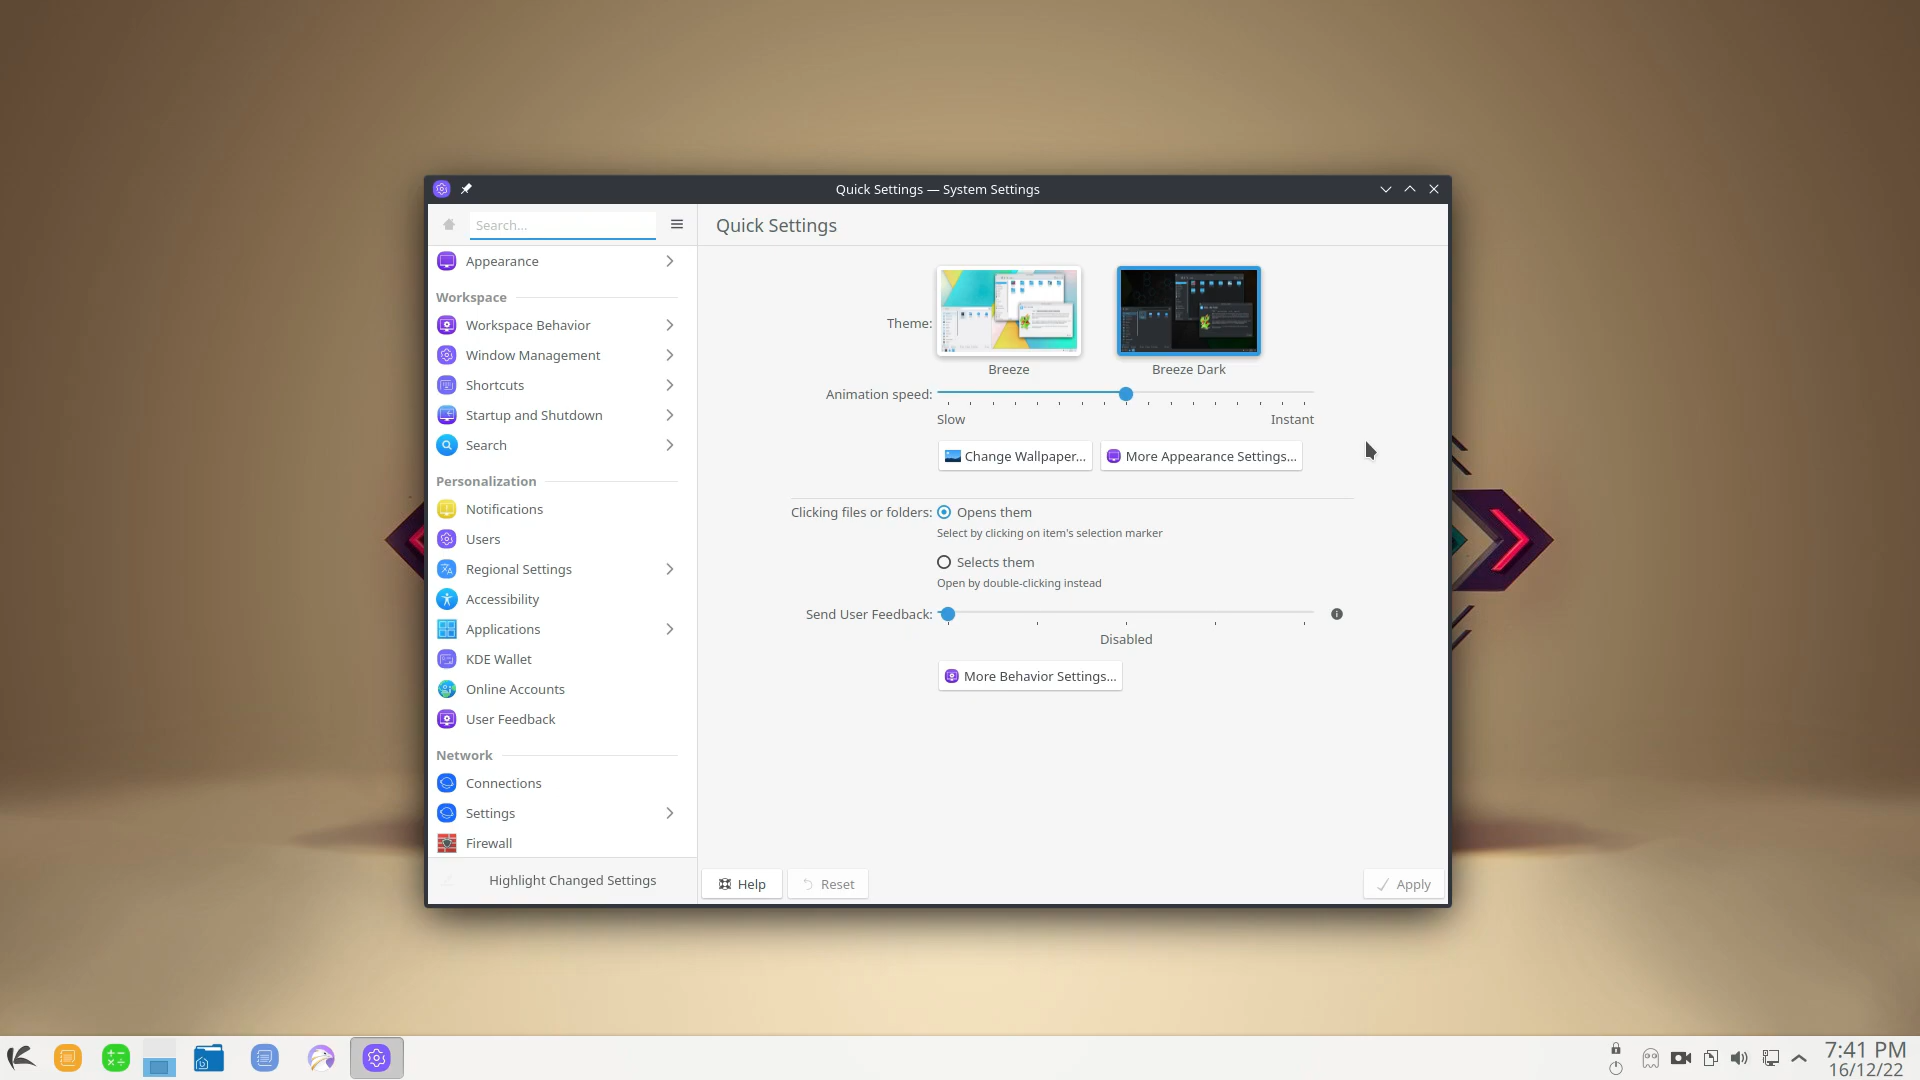 Quick Settings — System Settings
Search...
Quick Settings
Appearance
Workspace
Workspace Behavior
Window Management
Shortcuts
Startup and Shutdown
Search
Personalization
Notifications
Users
Regional Settings
Accessibility
Applications
KDE Wallet
Online Accounts
User Feedback
Network
Connections
Settings
Firewall
Highlight Changed Settings
Theme:
Breeze
Breeze Dark
Animation speed:
Slow
Instant
Change Wallpaper...
More Appearance Settings...
Clicking files or folders:
Opens them
Select by clicking on item's selection marker
Selects them
Open by double-clicking instead
Send User Feedback:
Disabled
More Behavior Settings...
Help
Reset
Apply
7:41 PM
16/12/22